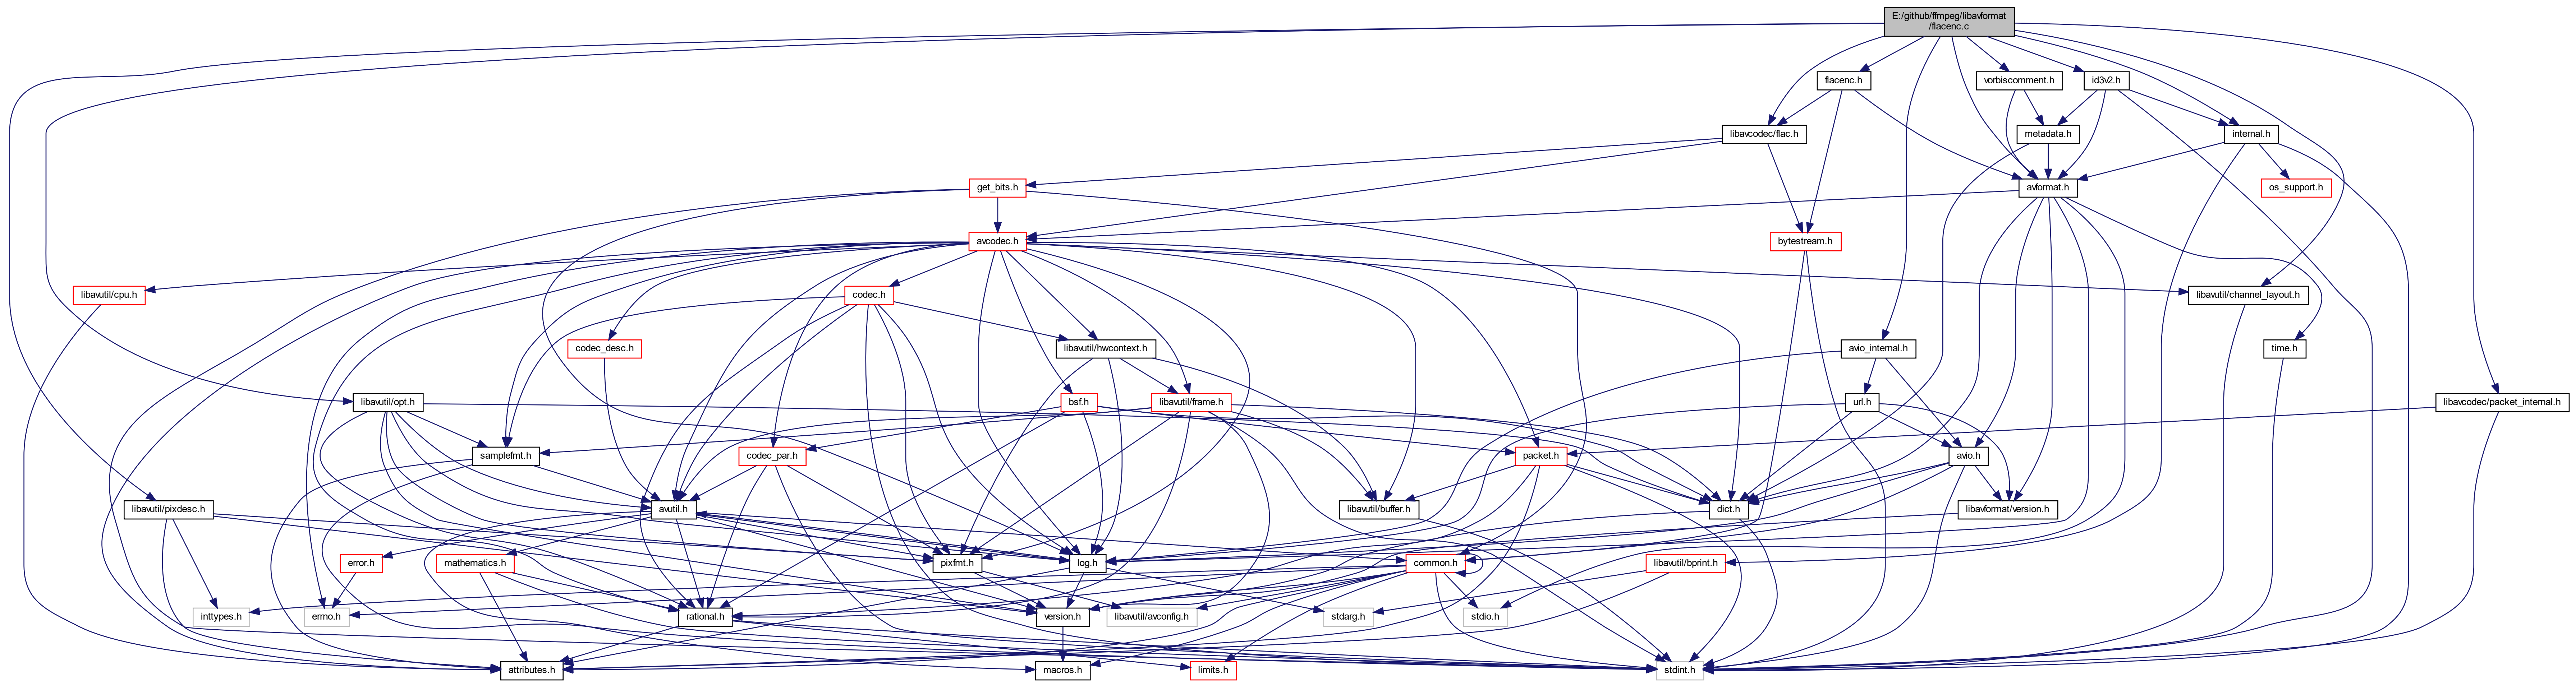 E:/github/ffmpeg/libavformat
/flacenc.c
flacenc.h
vorbiscomment.h
id3v2.h
libavcodec/flac.h
metadata.h
internal.h
get_bits.h
avformat.h
os_support.h
avcodec.h
bytestream.h
libavutil/cpu.h
codec.h
libavutil/channel_layout.h
codec_desc.h
libavutil/hwcontext.h
avio_internal.h
time.h
libavutil/opt.h
bsf.h
libavutil/frame.h
url.h
libavcodec/packet_internal.h
samplefmt.h
codec_par.h
packet.h
avio.h
libavutil/pixdesc.h
avutil.h
libavutil/buffer.h
dict.h
libavformat/version.h
error.h
mathematics.h
pixfmt.h
log.h
common.h
libavutil/bprint.h
inttypes.h
errno.h
rational.h
version.h
libavutil/avconfig.h
stdarg.h
stdio.h
attributes.h
macros.h
limits.h
stdint.h